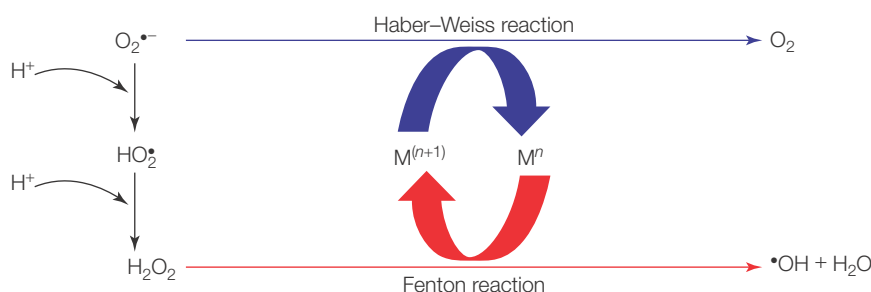 Haber–Weiss reaction
O₂•− O₂
H⁺
HO₂• M⁽ⁿ⁺¹⁾ Mⁿ
H⁺
H₂O₂ •OH + H₂O
Fenton reaction